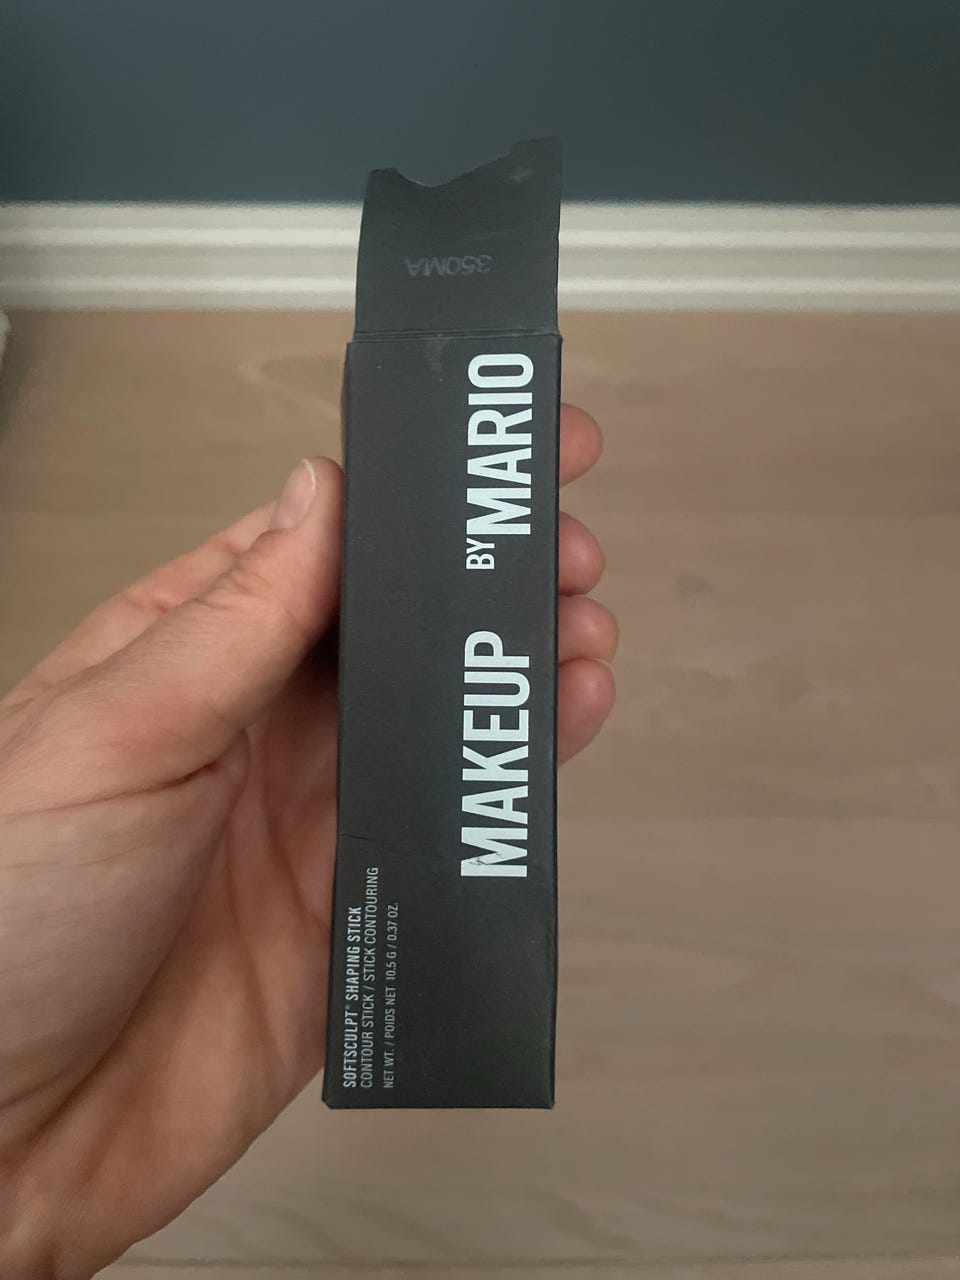 350MA
MAKEUP BY MARIO
SOFTSCULPT® SHAPING STICK
CONTOUR STICK / STICK CONTOURING
NET WT. / POIDS NET 10.5 G / 0.37 OZ.